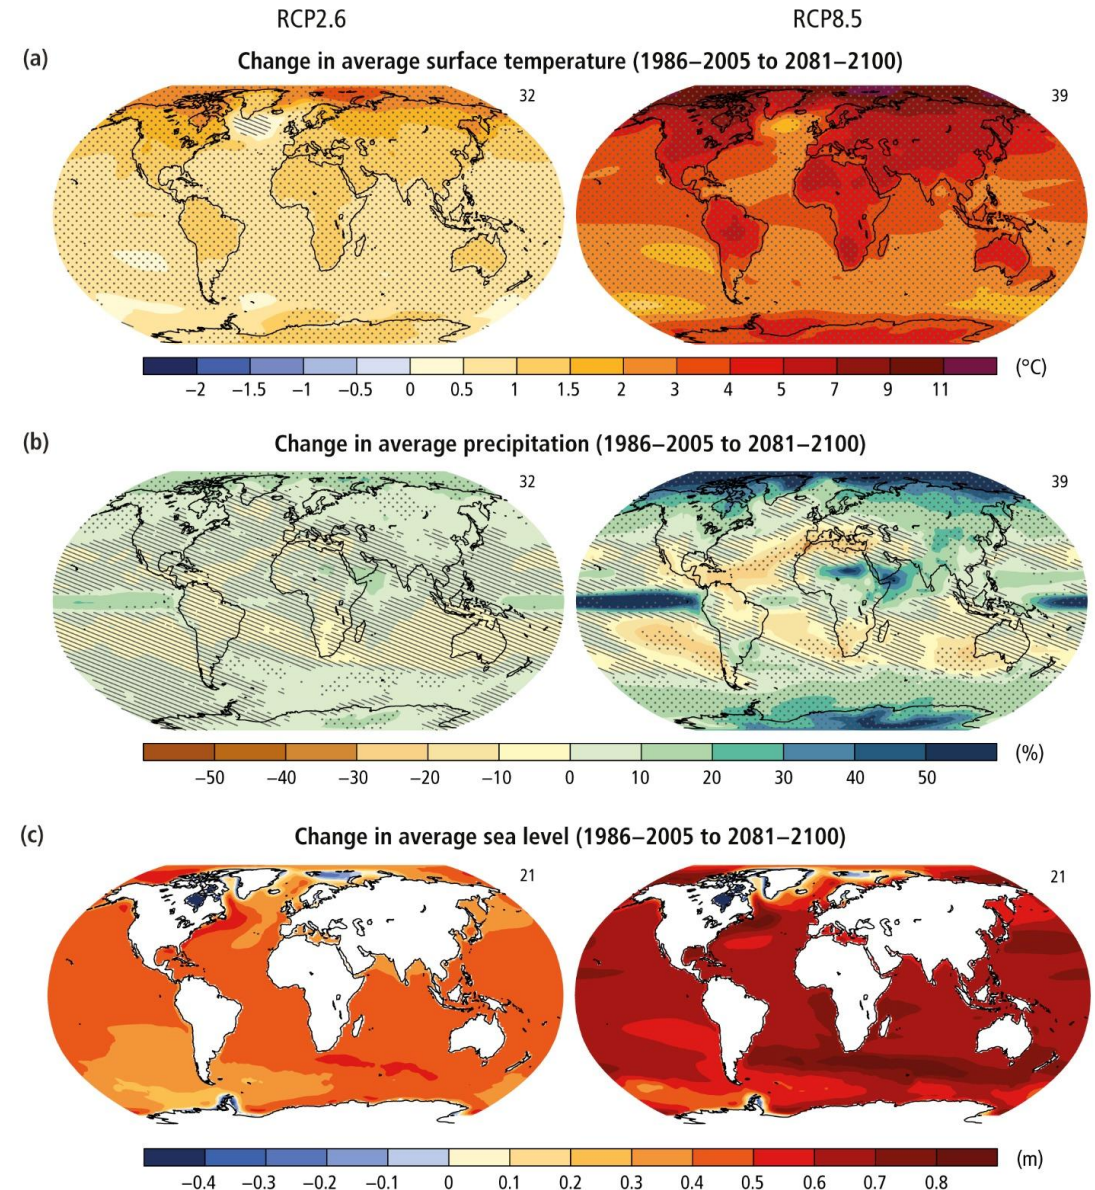 RCP2.6 RCP8.5
(a) Change in average surface temperature (1986–2005 to 2081–2100)
32 39
−2 −1.5 −1 −0.5 0 0.5 1 1.5 2 3 4 5 7 9 11 (°C)
(b) Change in average precipitation (1986–2005 to 2081–2100)
32 39
−50 −40 −30 −20 −10 0 10 20 30 40 50 (%)
(c) Change in average sea level (1986–2005 to 2081–2100)
21 21
−0.4 −0.3 −0.2 −0.1 0 0.1 0.2 0.3 0.4 0.5 0.6 0.7 0.8 (m)